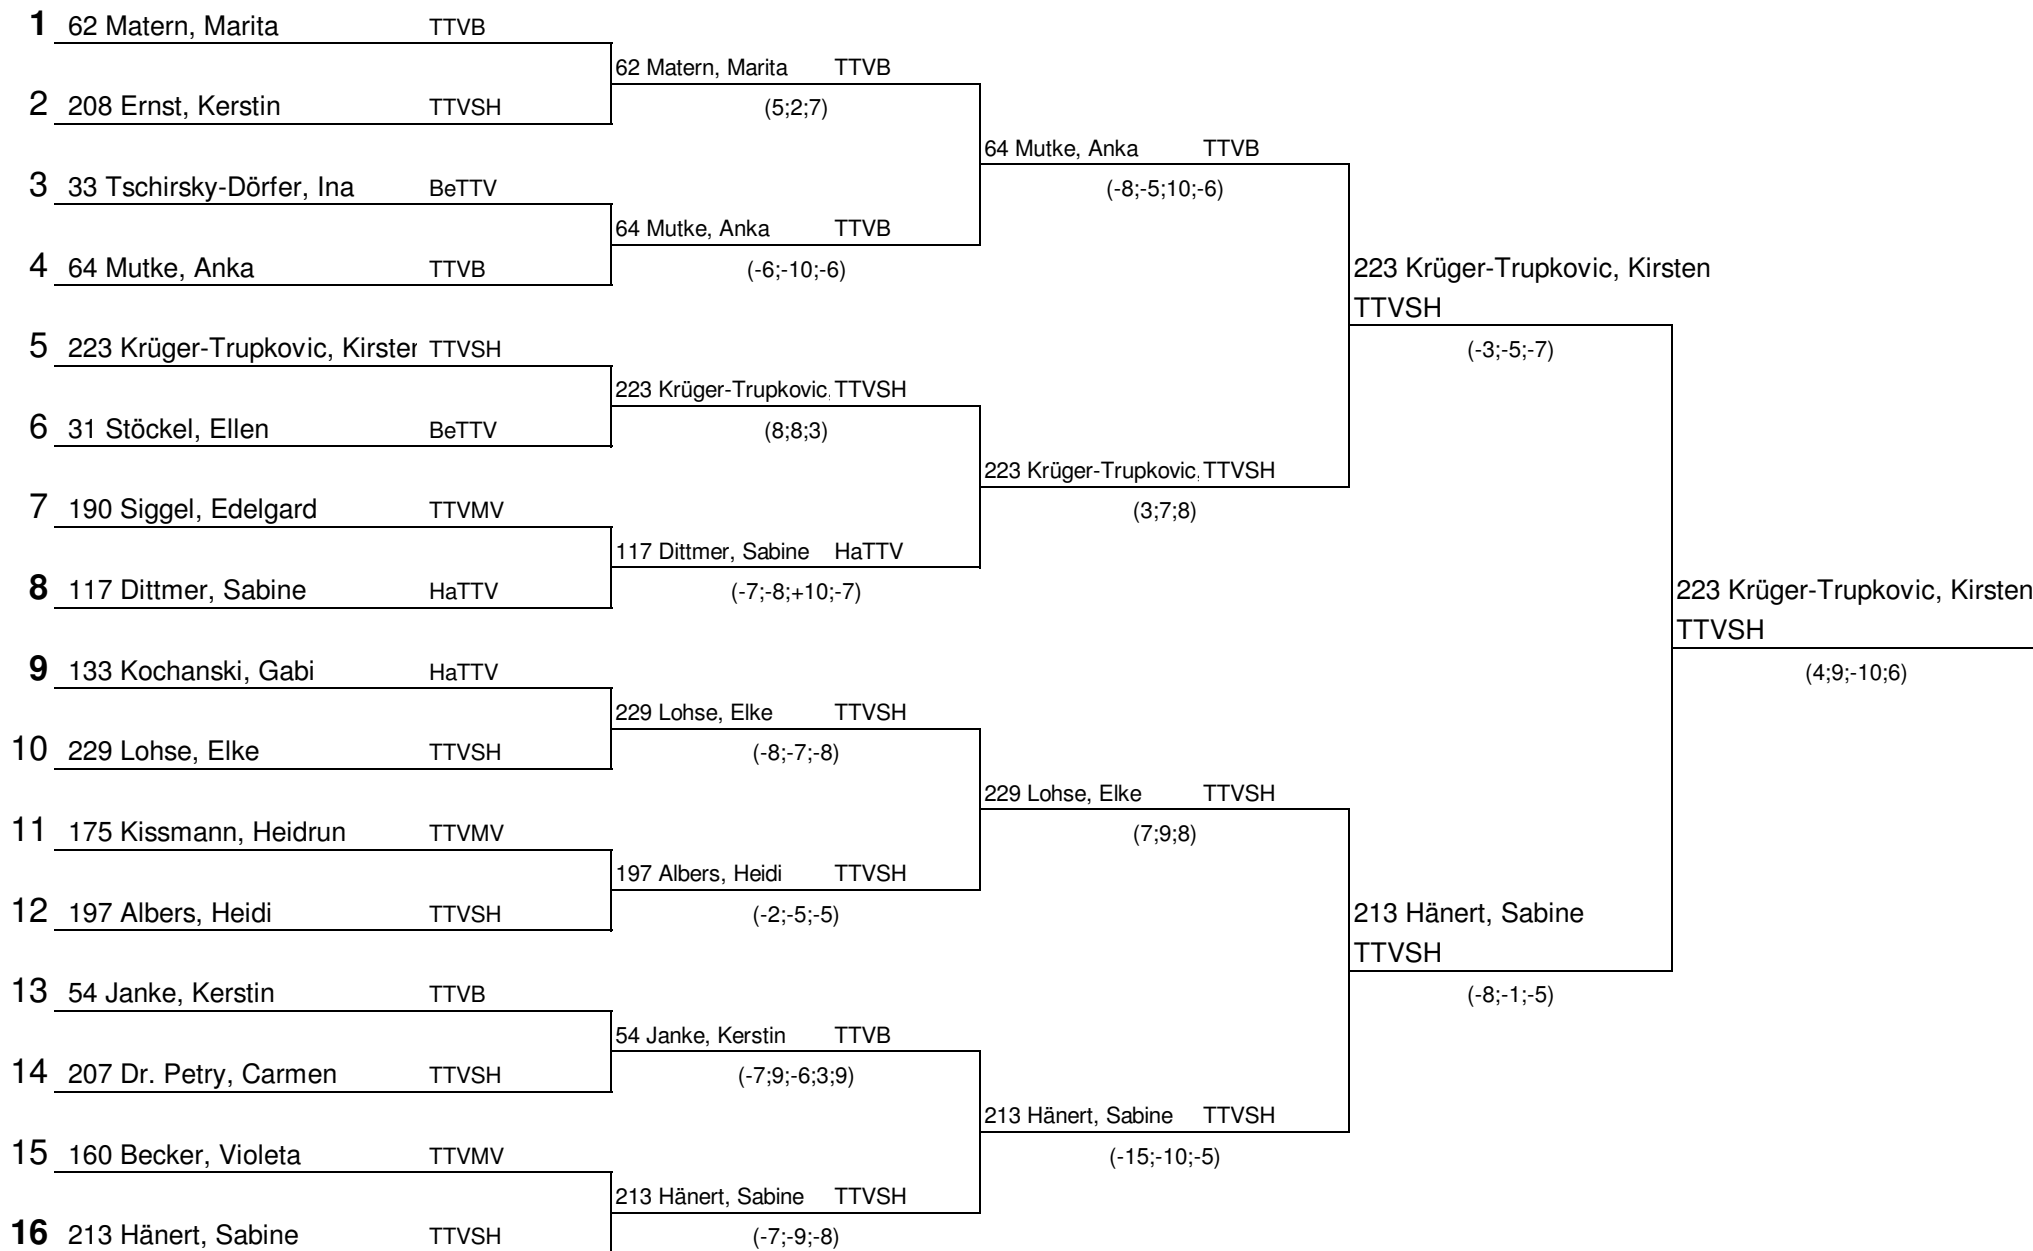 1 62 Matern, Marita TTVB
62 Matern, Marita TTVB
2 208 Ernst, Kerstin TTVSH (5;2;7)
64 Mutke, Anka TTVB
3 33 Tschirsky-Dörfer, Ina BeTTV (-8;-5;10;-6)
64 Mutke, Anka TTVB
4 64 Mutke, Anka TTVB (-6;-10;-6) 223 Krüger-Trupkovic, Kirsten
TTVSH
5 223 Krüger-Trupkovic, Kirster TTVSH (-3;-5;-7)
223 Krüger-Trupkovic, TTVSH
6 31 Stöckel, Ellen BeTTV (8;8;3)
223 Krüger-Trupkovic, TTVSH
7 190 Siggel, Edelgard TTVMV (3;7;8)
117 Dittmer, Sabine HaTTV
8 117 Dittmer, Sabine HaTTV (-7;-8;+10;-7) 223 Krüger-Trupkovic, Kirsten
TTVSH
9 133 Kochanski, Gabi HaTTV (4;9;-10;6)
229 Lohse, Elke TTVSH
10 229 Lohse, Elke TTVSH (-8;-7;-8)
229 Lohse, Elke TTVSH
11 175 Kissmann, Heidrun TTVMV (7;9;8)
197 Albers, Heidi TTVSH
12 197 Albers, Heidi TTVSH (-2;-5;-5) 213 Hänert, Sabine
TTVSH
13 54 Janke, Kerstin TTVB (-8;-1;-5)
54 Janke, Kerstin TTVB
14 207 Dr. Petry, Carmen TTVSH (-7;9;-6;3;9)
213 Hänert, Sabine TTVSH
15 160 Becker, Violeta TTVMV (-15;-10;-5)
213 Hänert, Sabine TTVSH
16 213 Hänert, Sabine TTVSH (-7;-9;-8)